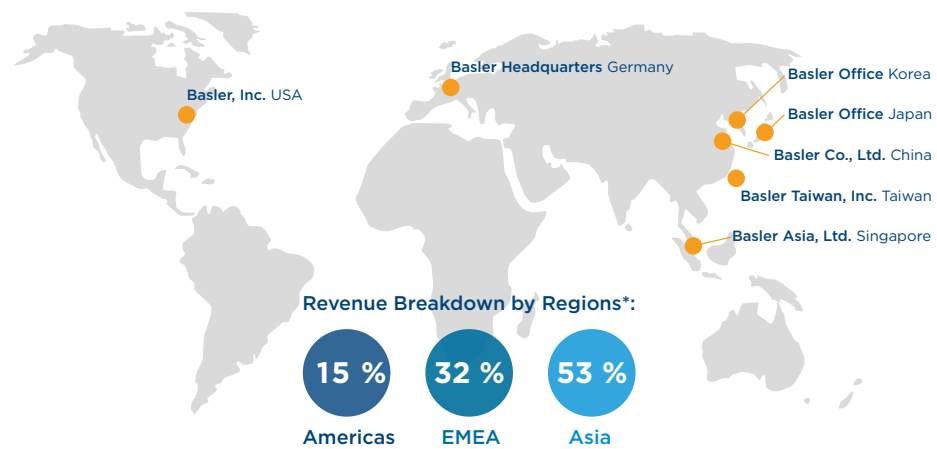 Basler Headquarters Germany
Basler Office Korea
Basler, Inc. USA
Basler Office Japan
Basler Co., Ltd. China
Basler Taiwan, Inc. Taiwan
Basler Asia, Ltd. Singapore
Revenue Breakdown by Regions*:
15 %
32 %
53 %
Americas
EMEA
Asia